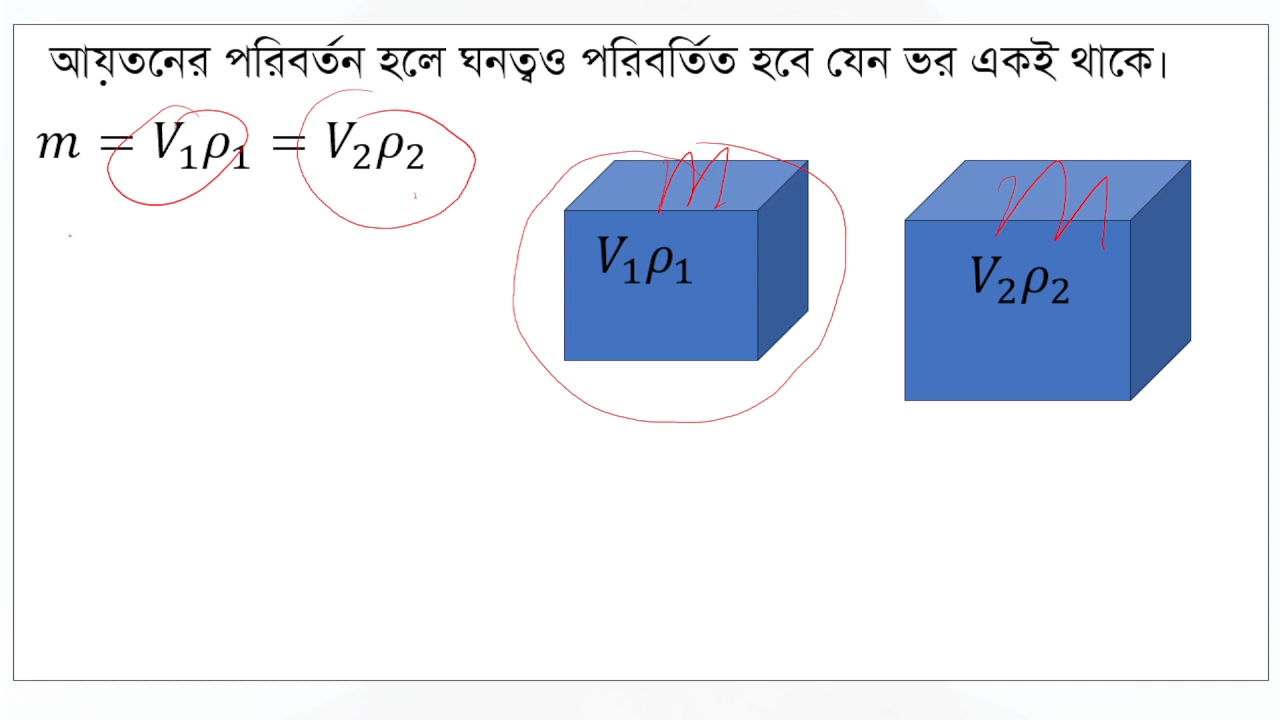 আয়তনের পরিবর্তন হলে ঘনত্বও পরিবর্তিত হবে যেন ভর একই থাকে।
m = V₁ρ₁ = V₂ρ₂
m
m
V₁ρ₁
V₂ρ₂